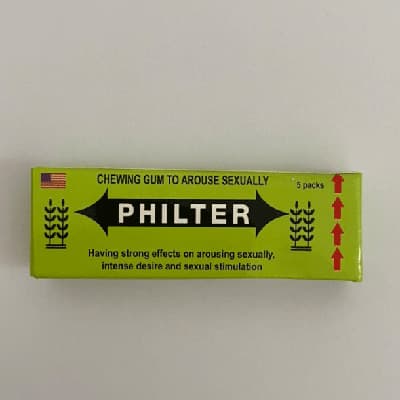 CHEWING GUM TO AROUSE SEXUALLY
5 packs
PHILTER
Having strong effects on arousing sexually,
intense desire and sexual stimulation